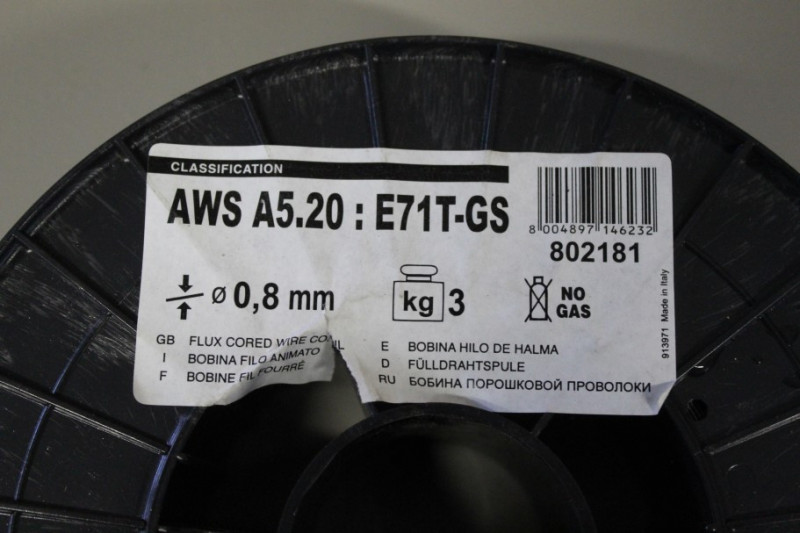 CLASSIFICATION
AWS A5.20 : E71T-GS
8 004897 146232
802181
Ø 0,8 mm
kg 3
NO GAS
GB FLUX CORED WIRE
I BOBINA FILO ANIMATO
F BOBINE FIL FOURRÉ
E BOBINA HILO DE HALMA
D FÜLLDRAHTSPULE
RU БОБИНА ПОРОШКОВОЙ ПРОВОЛОКИ
913971 Made in Italy